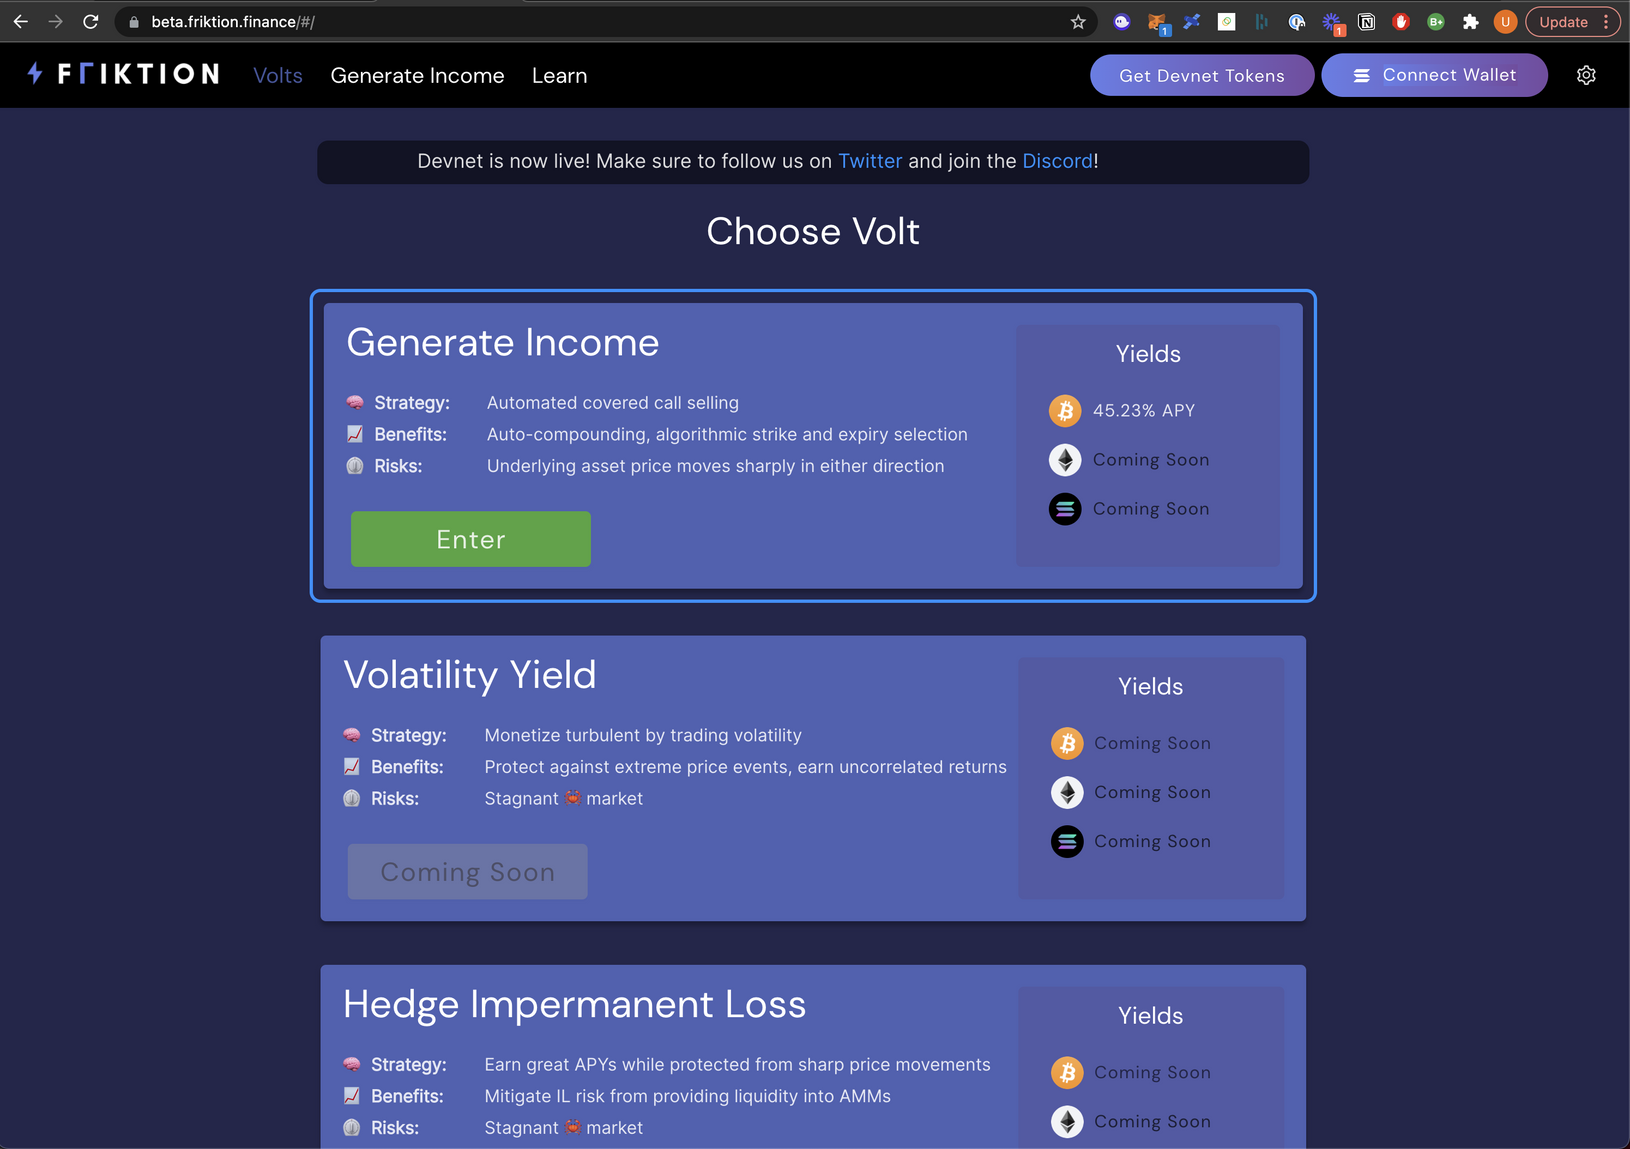 beta.friktion.finance/#/
1
1
B+
U
Update
FRIKTION
Volts
Generate Income
Learn
Get Devnet Tokens
Connect Wallet
Devnet is now live! Make sure to follow us on Twitter and join the Discord!
Choose Volt
Generate Income
Strategy: Automated covered call selling
Benefits: Auto-compounding, algorithmic strike and expiry selection
Risks: Underlying asset price moves sharply in either direction
Enter
Yields
45.23% APY
Coming Soon
Coming Soon
Volatility Yield
Strategy: Monetize turbulent by trading volatility
Benefits: Protect against extreme price events, earn uncorrelated returns
Risks: Stagnant 🦀 market
Coming Soon
Yields
Coming Soon
Coming Soon
Coming Soon
Hedge Impermanent Loss
Strategy: Earn great APYs while protected from sharp price movements
Benefits: Mitigate IL risk from providing liquidity into AMMs
Risks: Stagnant 🦀 market
Yields
Coming Soon
Coming Soon